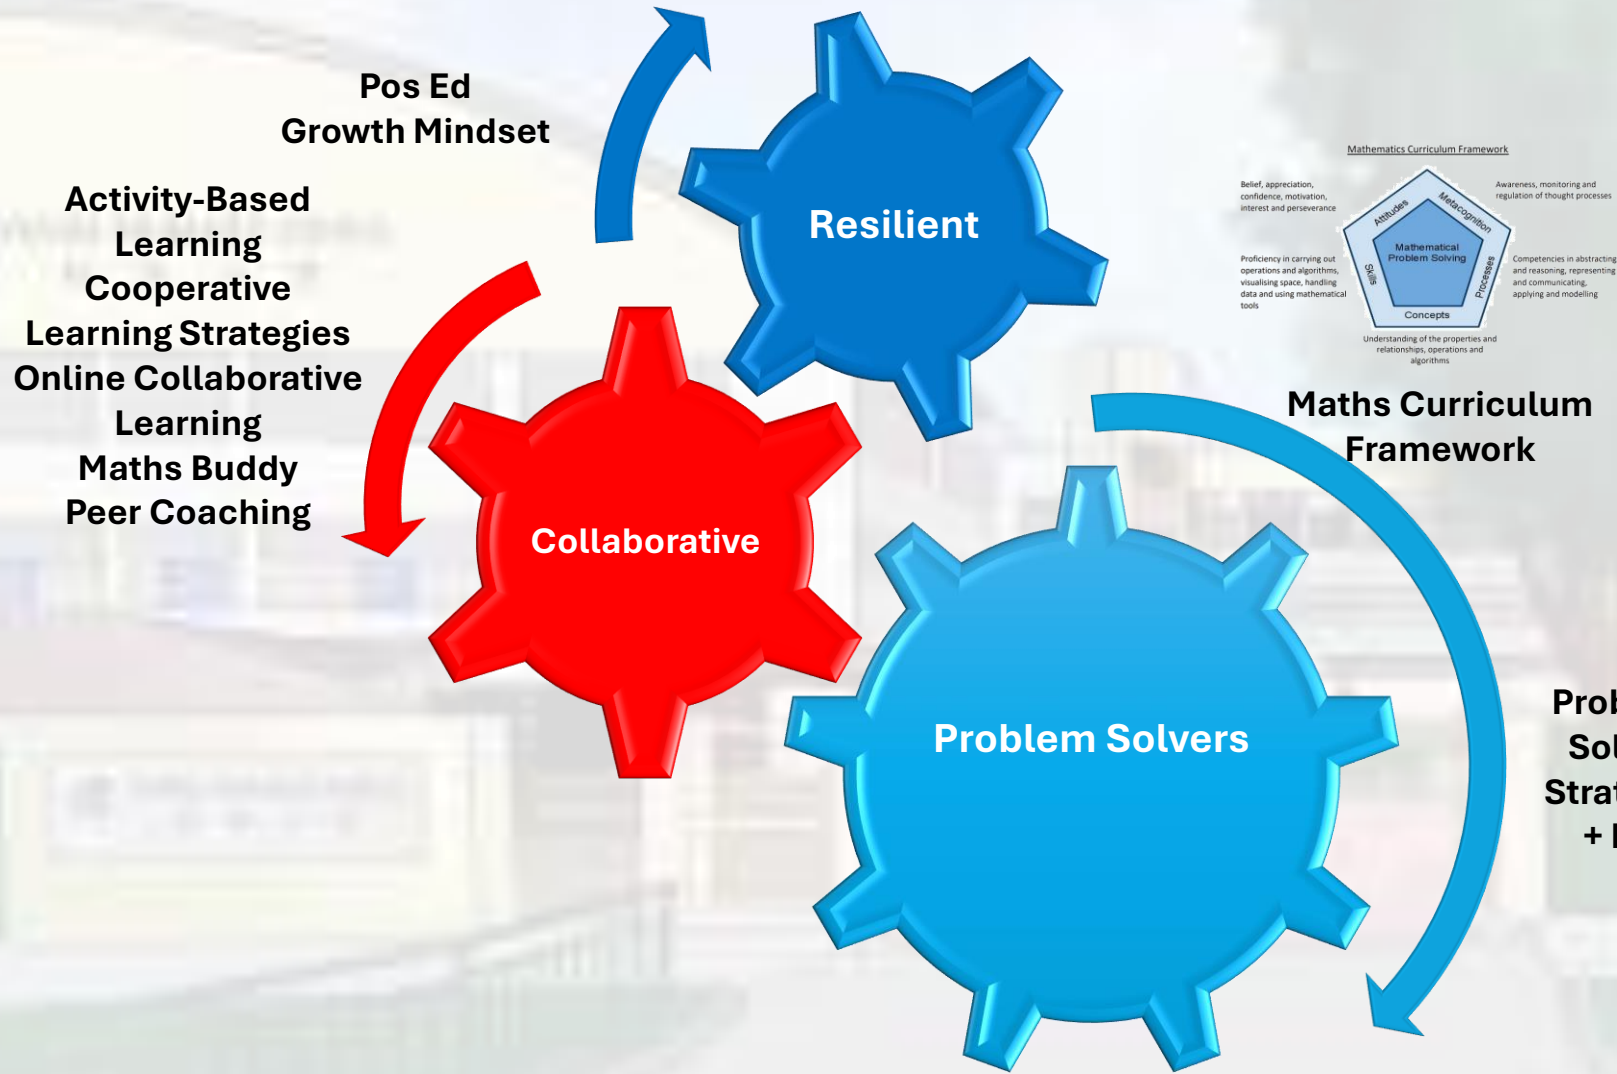 Pos Ed
Growth Mindset
Activity-Based
Learning
Cooperative
Learning Strategies
Online Collaborative
Learning
Maths Buddy
Peer Coaching
Resilient
Collaborative
Problem Solvers
Mathematics Curriculum Framework
Belief, appreciation,
confidence, motivation,
interest and perseverance
Awareness, monitoring and
regulation of thought processes
Proficiency in carrying out
operations and algorithms,
visualising space, handling
data and using mathematical
tools
Competencies in abstracting
and reasoning, representing
and communicating,
applying and modelling
Attitudes
Metacognition
Mathematical
Problem Solving
Skills
Processes
Concepts
Understanding of the properties and
relationships, operations and
algorithms
Maths Curriculum
Framework
+